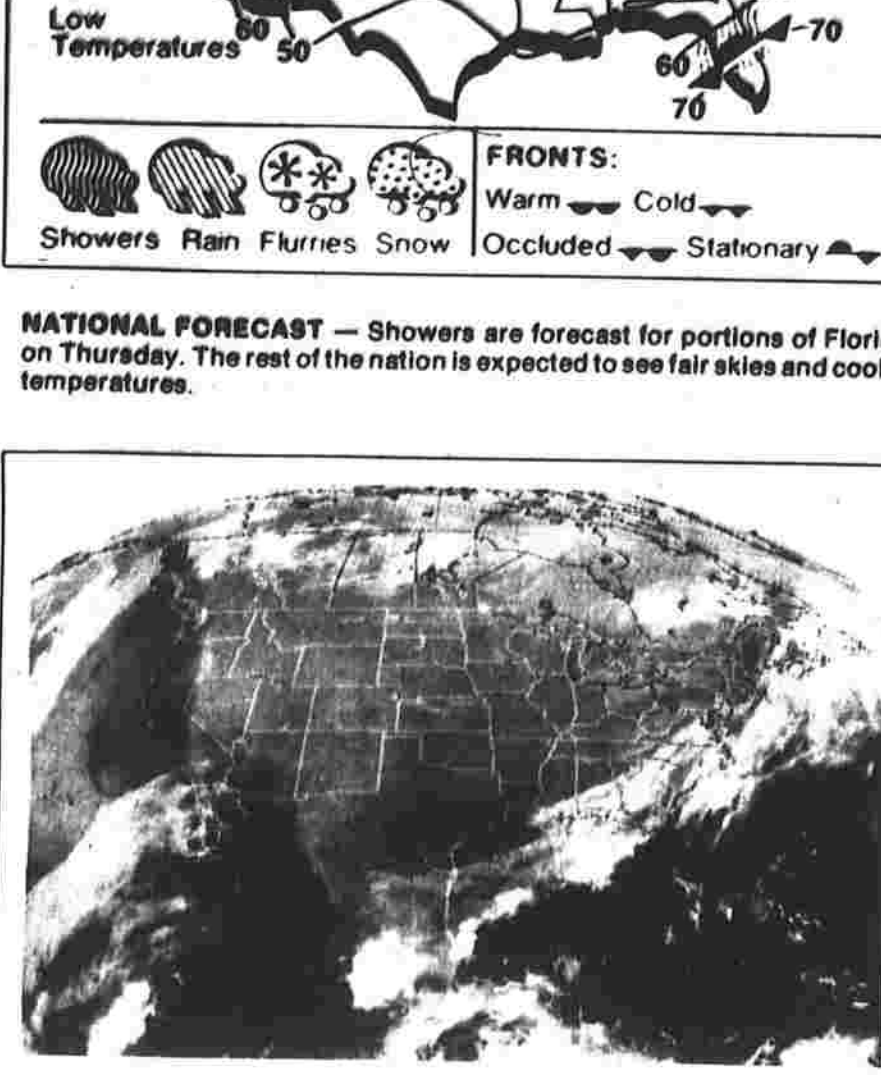 Low
Temperatures
60
50
60
70
-70
Showers Rain Flurries Snow
FRONTS:
Warm Cold
Occluded Stationary
NATIONAL FORECAST — Showers are forecast for portions of Flori
on Thursday. The rest of the nation is expected to see fair skies and cool
temperatures.